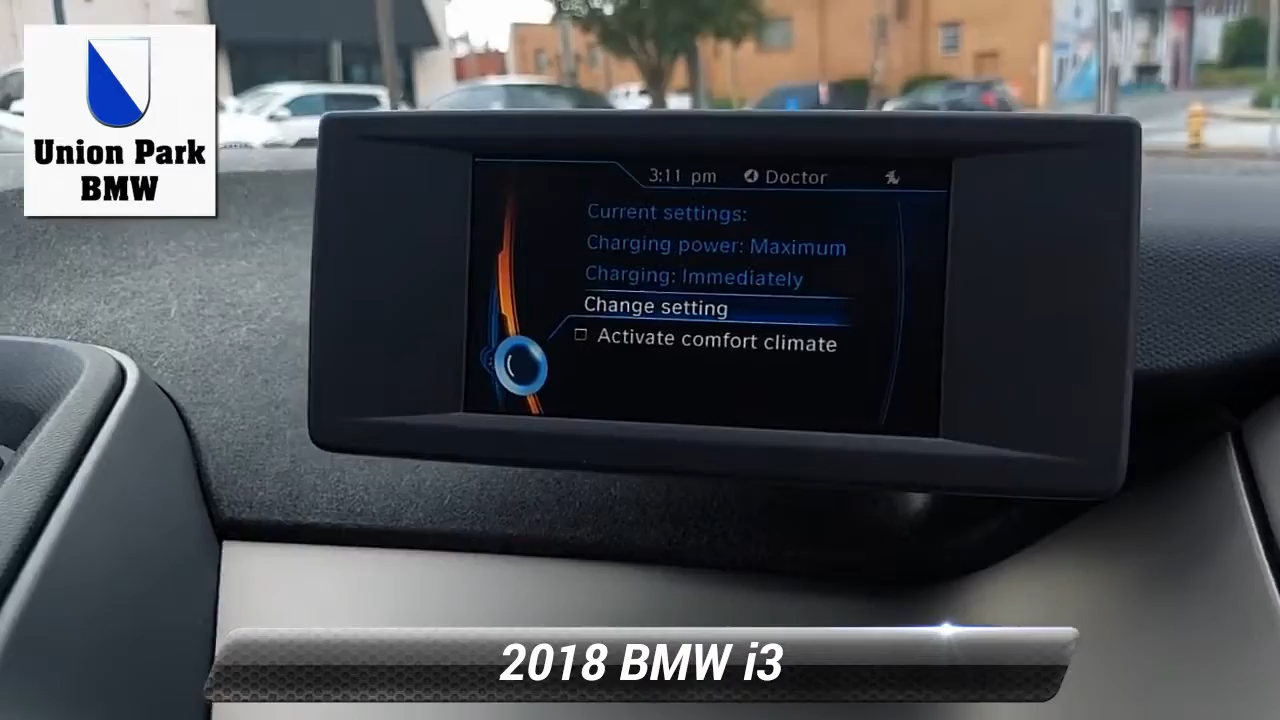 Union Park
BMW
3:11 pm Doctor
Current settings:
Charging power: Maximum
Charging: Immediately
Change setting
Activate comfort climate
2018 BMW i3